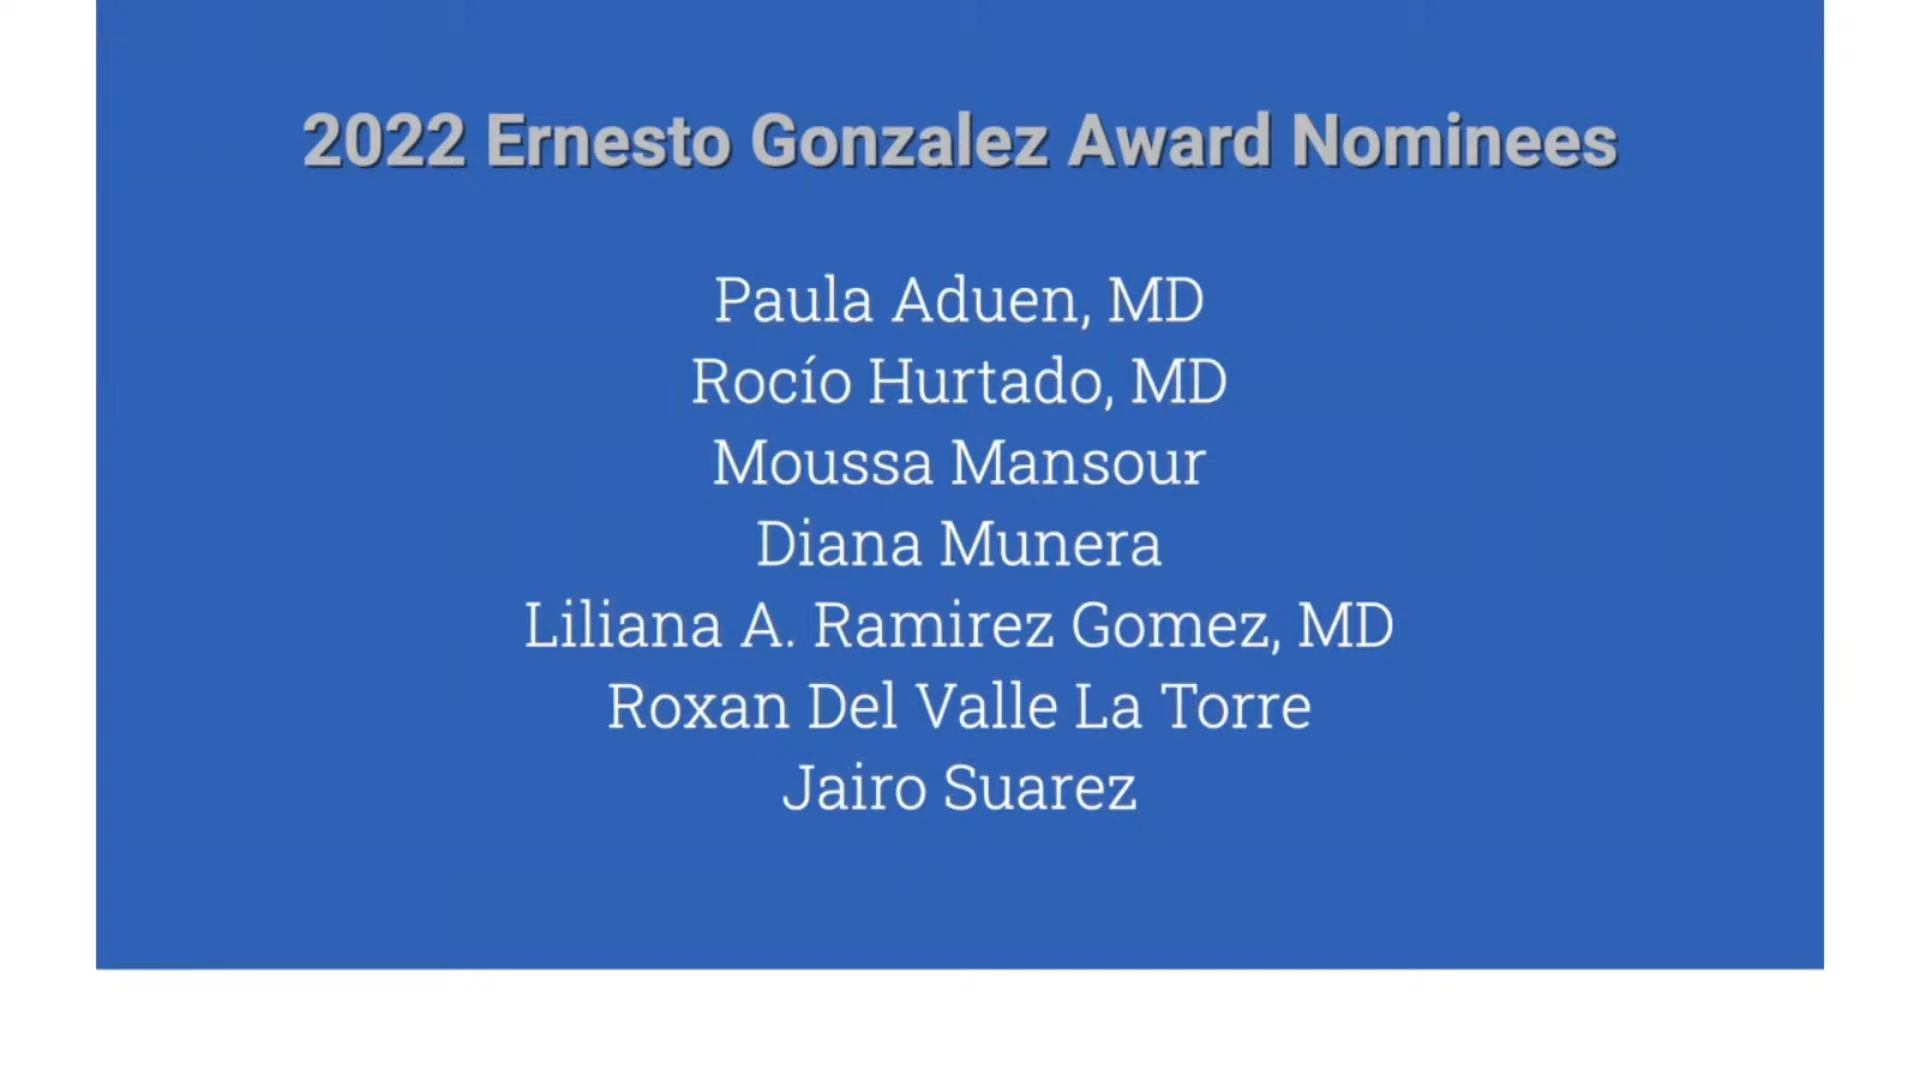 2022 Ernesto Gonzalez Award Nominees
Paula Aduen, MD
Rocío Hurtado, MD
Moussa Mansour
Diana Munera
Liliana A. Ramirez Gomez, MD
Roxan Del Valle La Torre
Jairo Suarez